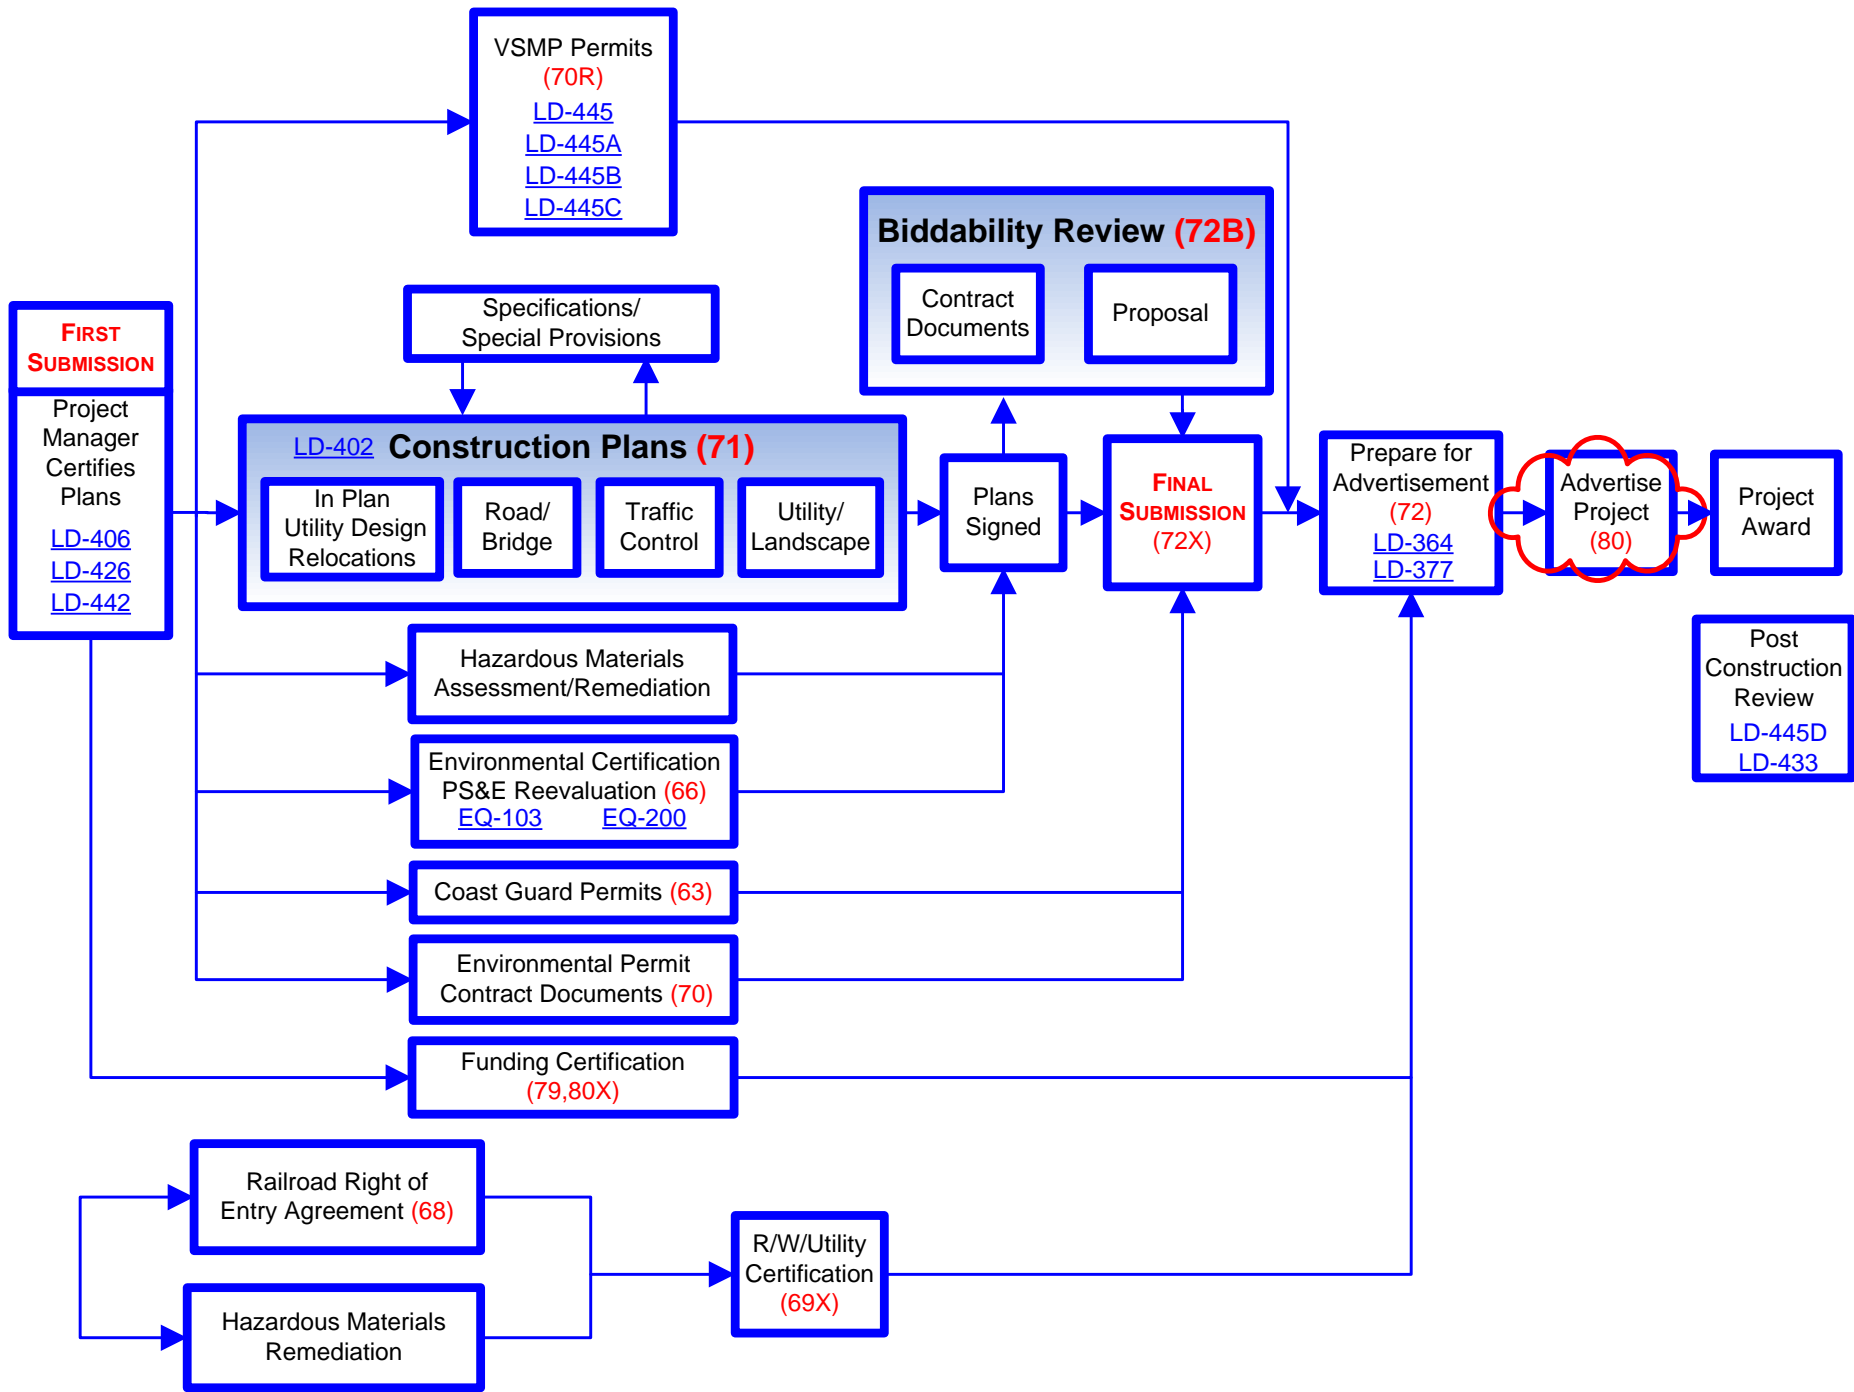 VSMP Permits
(70R)
LD-445
LD-445A
LD-445B
LD-445C
Biddability Review (72B)
Contract
Documents
Proposal
Specifications/
Special Provisions
FIRST
SUBMISSION
Project
Manager
Certifies
Plans
LD-406
LD-426
LD-442
LD-402 Construction Plans (71)
In Plan
Utility Design
Relocations
Road/
Bridge
Traffic
Control
Utility/
Landscape
Plans
Signed
FINAL
SUBMISSION
(72X)
Prepare for
Advertisement
(72)
LD-364
LD-377
Advertise
Project
(80)
Project
Award
Post
Construction
Review
LD-445D
LD-433
Hazardous Materials
Assessment/Remediation
Environmental Certification
PS&E Reevaluation (66)
EQ-103 EQ-200
Coast Guard Permits (63)
Environmental Permit
Contract Documents (70)
Funding Certification
(79,80X)
Railroad Right of
Entry Agreement (68)
Hazardous Materials
Remediation
R/W/Utility
Certification
(69X)